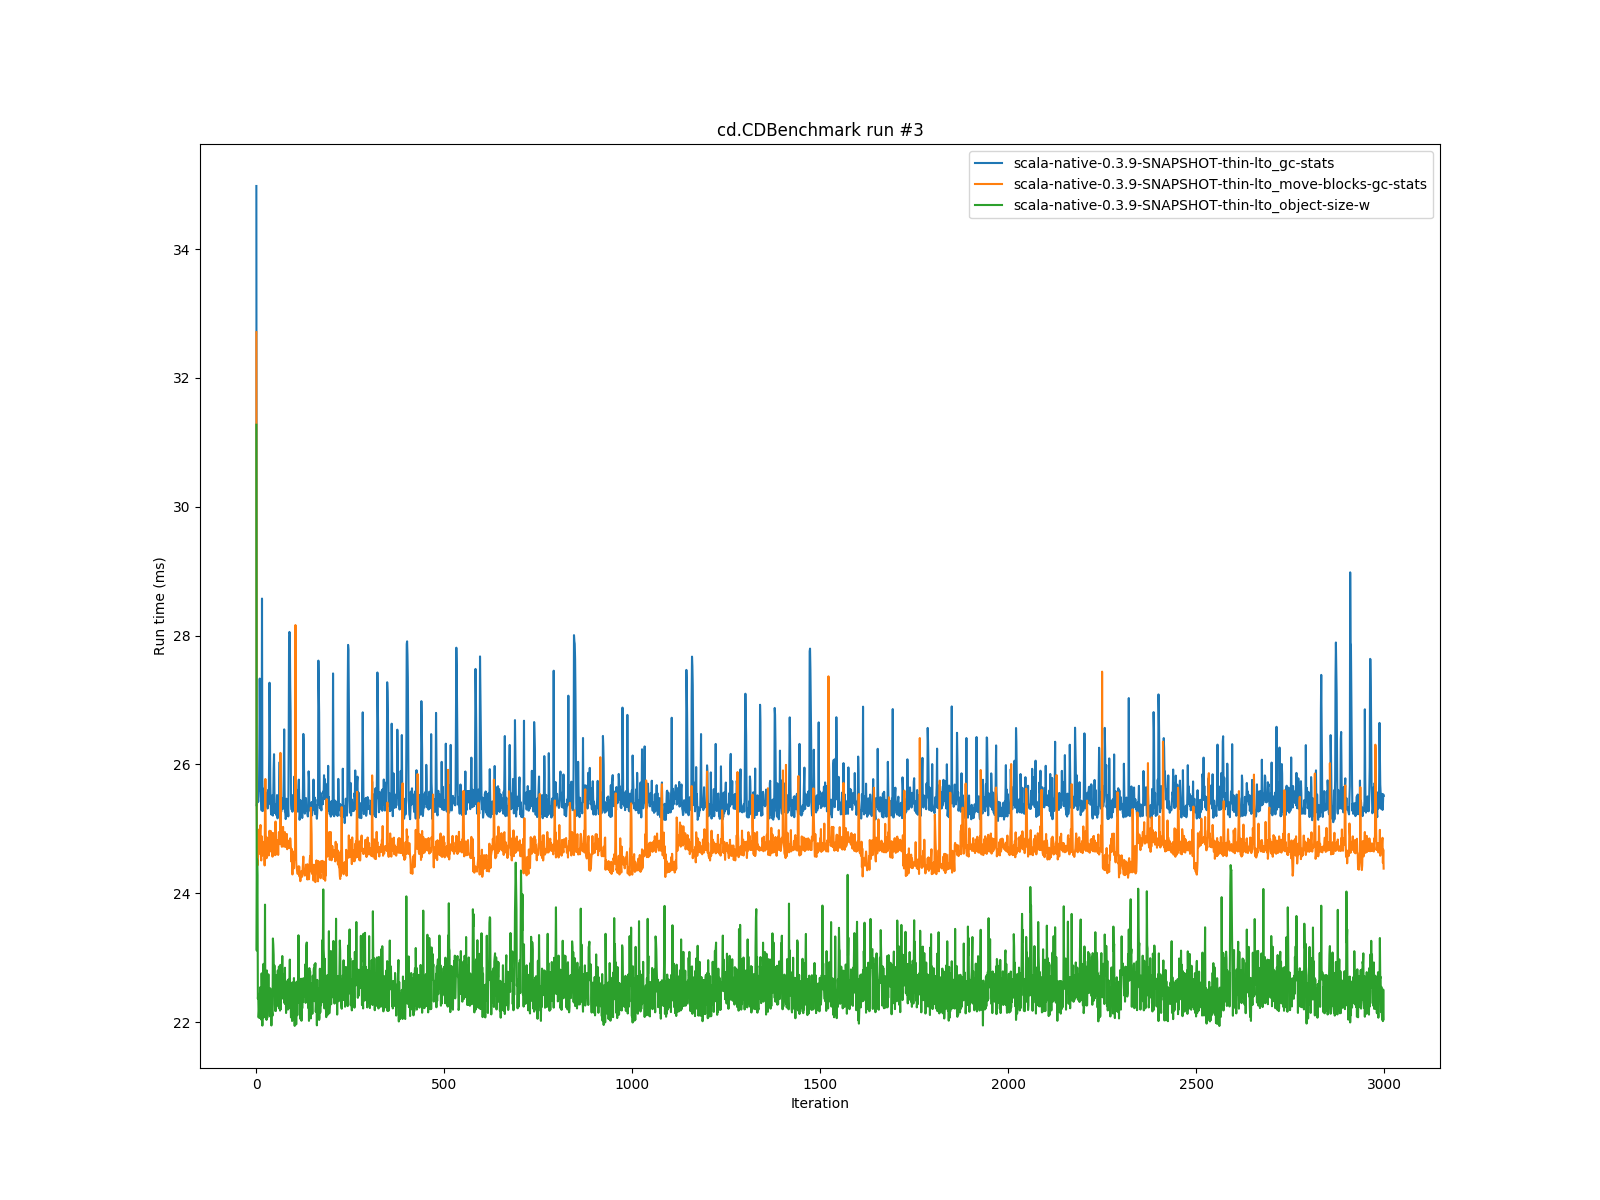 cd.CDBenchmark run #3
scala-native-0.3.9-SNAPSHOT-thin-lto_gc-stats
scala-native-0.3.9-SNAPSHOT-thin-lto_move-blocks-gc-stats
scala-native-0.3.9-SNAPSHOT-thin-lto_object-size-w
Run time (ms)
34
32
30
28
26
24
22
0 500 1000 1500 2000 2500 3000
Iteration